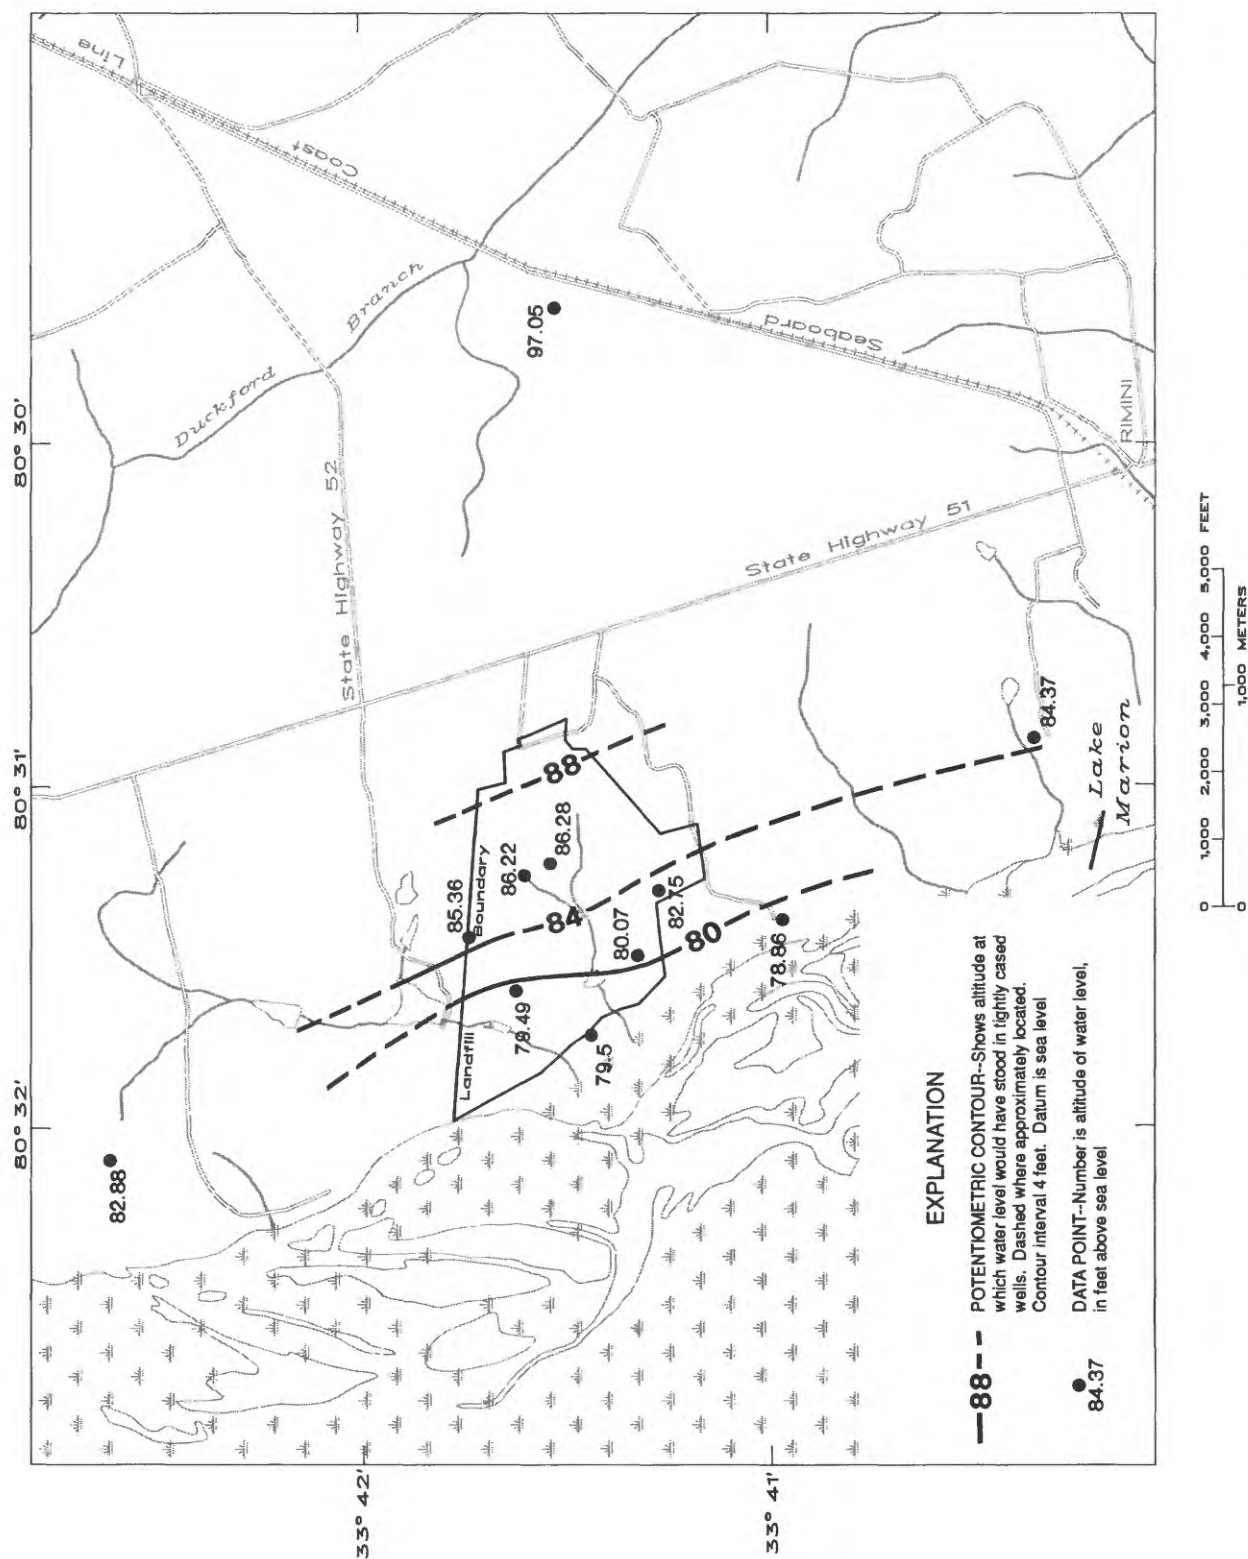 80° 32'
80° 31'
80° 30'
33° 42'
33° 41'
Line
Coast
Seaboard
Duckford
Branch
State Highway 52
State Highway 51
RIMINI
Lake
Marion
Landfill
Boundary
82.88
97.05
85.36
86.22
86.28
79.49
79.5
80.07
82.75
78.86
84.37
88
84
80
EXPLANATION
—88– – POTENTIOMETRIC CONTOUR--Shows altitude at
which water level would have stood in tightly cased
wells. Dashed where approximately located.
Contour interval 4 feet. Datum is sea level
84.37
DATA POINT--Number is altitude of water level,
in feet above sea level
0 1,000 2,000 3,000 4,000 5,000 FEET
0 1,000 METERS